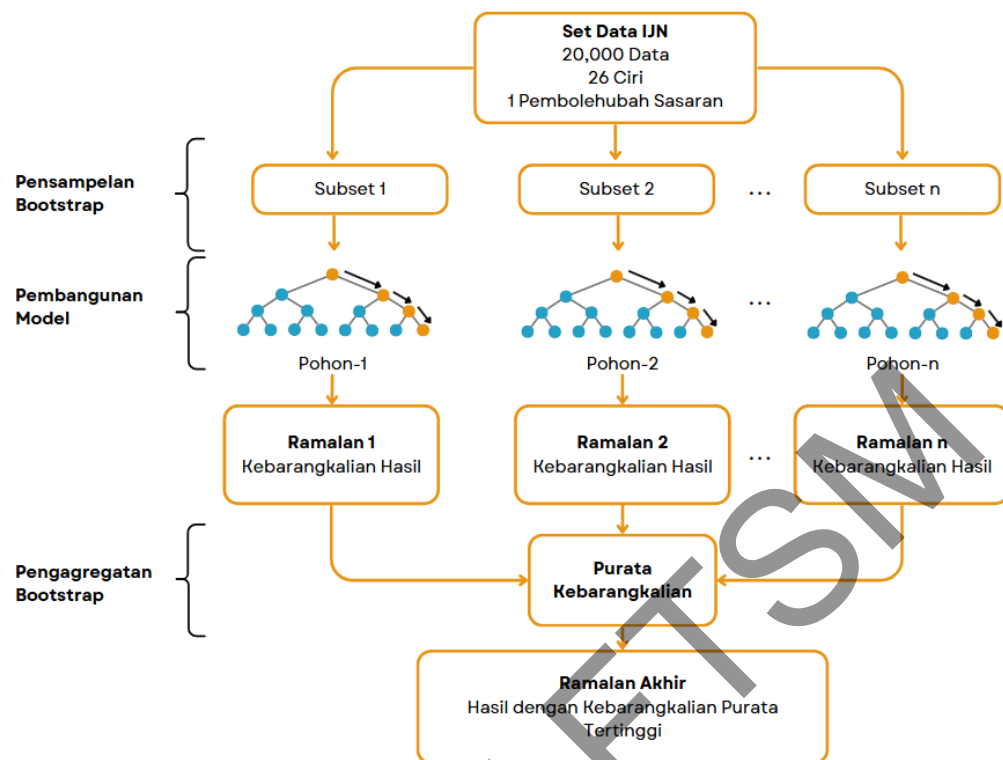 Set Data IJN
20,000 Data
26 Ciri
1 Pembolehubah Sasaran
Pensampelan
Bootstrap
Subset 1
Subset 2
...
Subset n
Pembangunan
Model
...
Pohon-1
Pohon-2
Pohon-n
Ramalan 1
Kebarangkalian Hasil
Ramalan 2
Kebarangkalian Hasil
...
Ramalan n
Kebarangkalian Hasil
Pengagregatan
Bootstrap
Purata
Kebarangkalian
Ramalan Akhir
Hasil dengan Kebarangkalian Purata
Tertinggi
FTSM